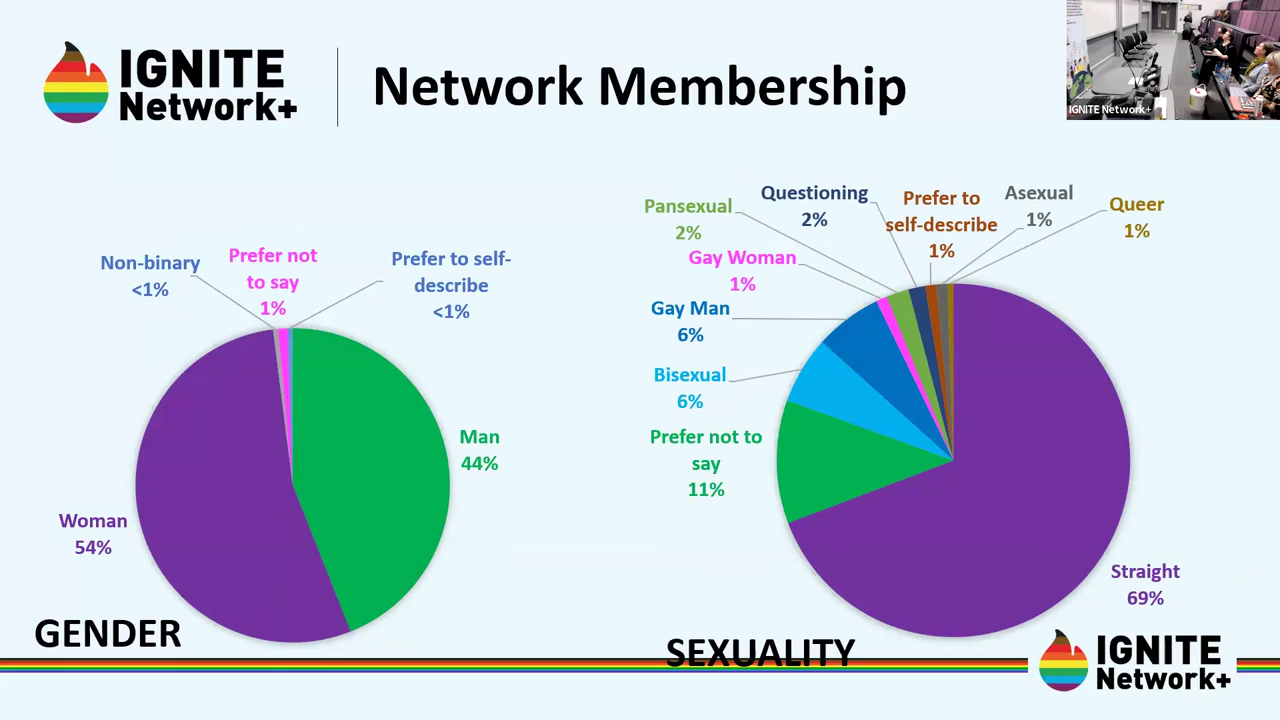 IGNITE
Network+
Network Membership
IGNITE Network+
Non-binary
<1%
Prefer not
to say
1%
Prefer to self-
describe
<1%
Man
44%
Woman
54%
GENDER
Pansexual
2%
Questioning
2%
Prefer to
self-describe
1%
Asexual
1%
Queer
1%
Gay Woman
1%
Gay Man
6%
Bisexual
6%
Prefer not to
say
11%
Straight
69%
SEXUALITY
IGNITE
Network+